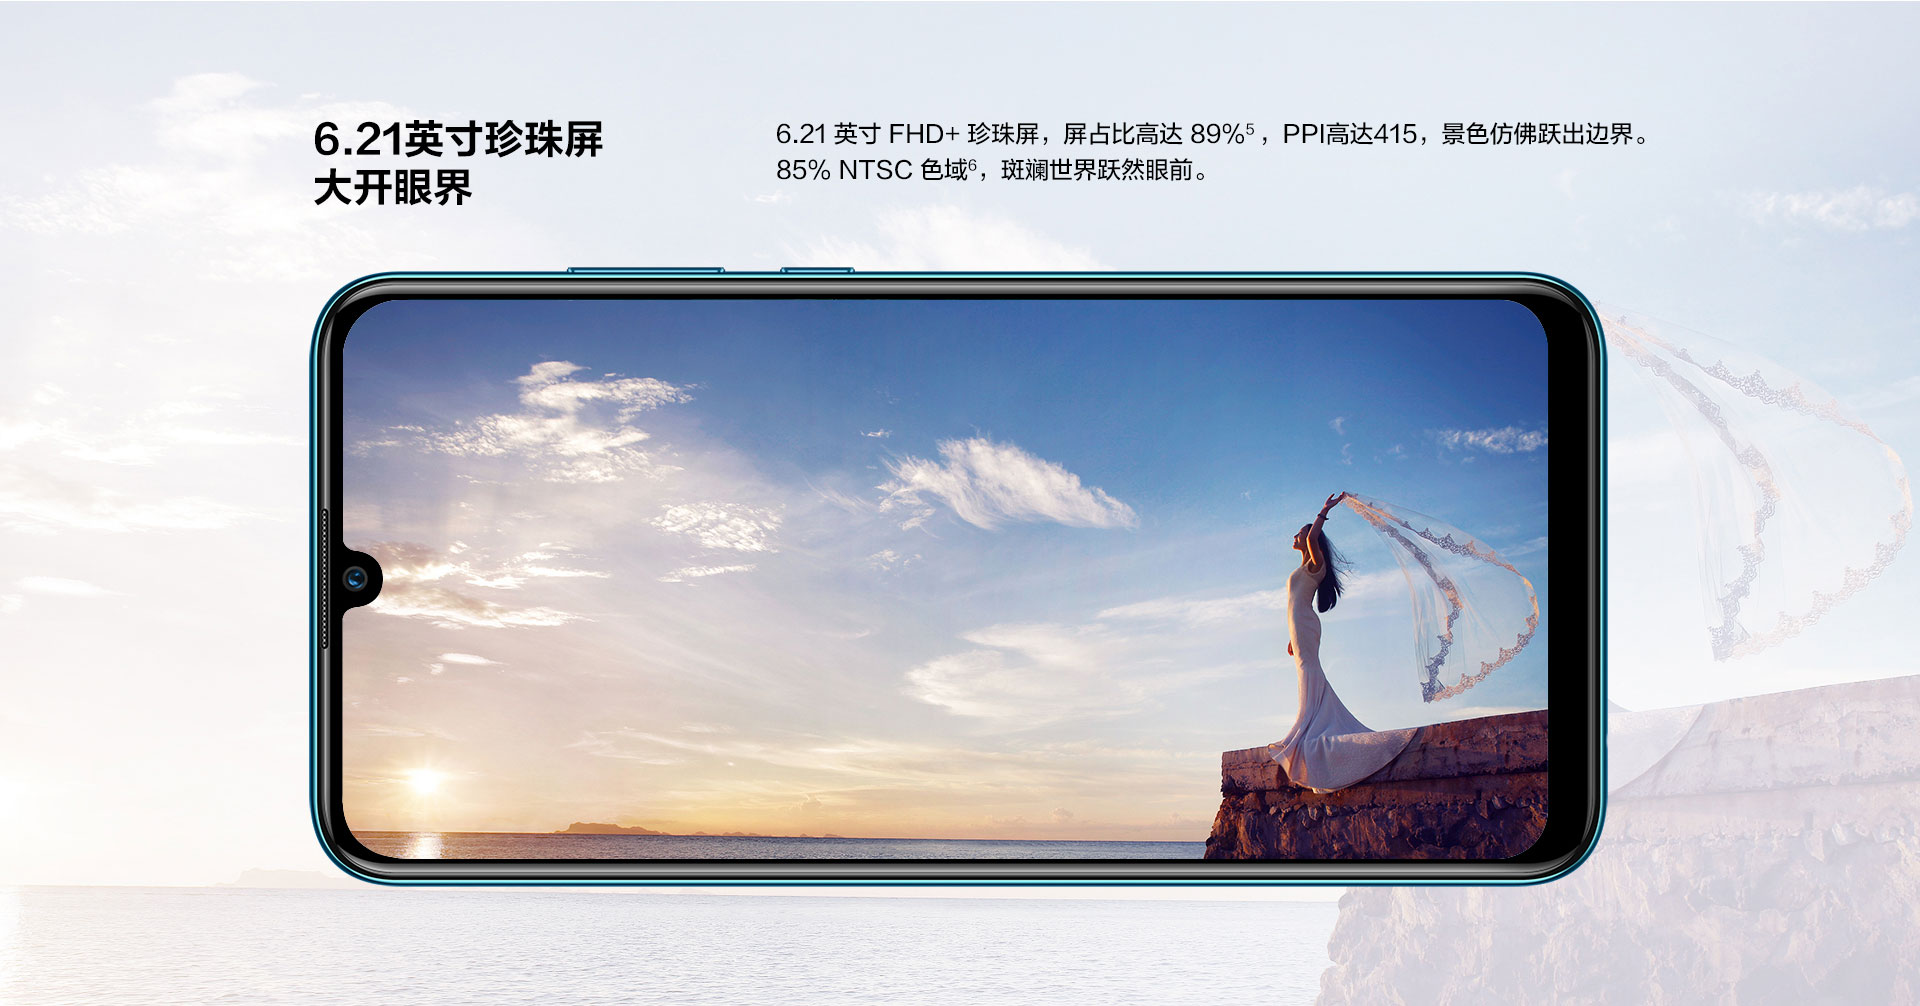 6.21英寸珍珠屏
大开眼界
6.21 英寸 FHD+ 珍珠屏，屏占比高达 89%⁵ ，PPI高达415，景色仿佛跃出边界。
85% NTSC 色域⁶，斑斓世界跃然眼前。